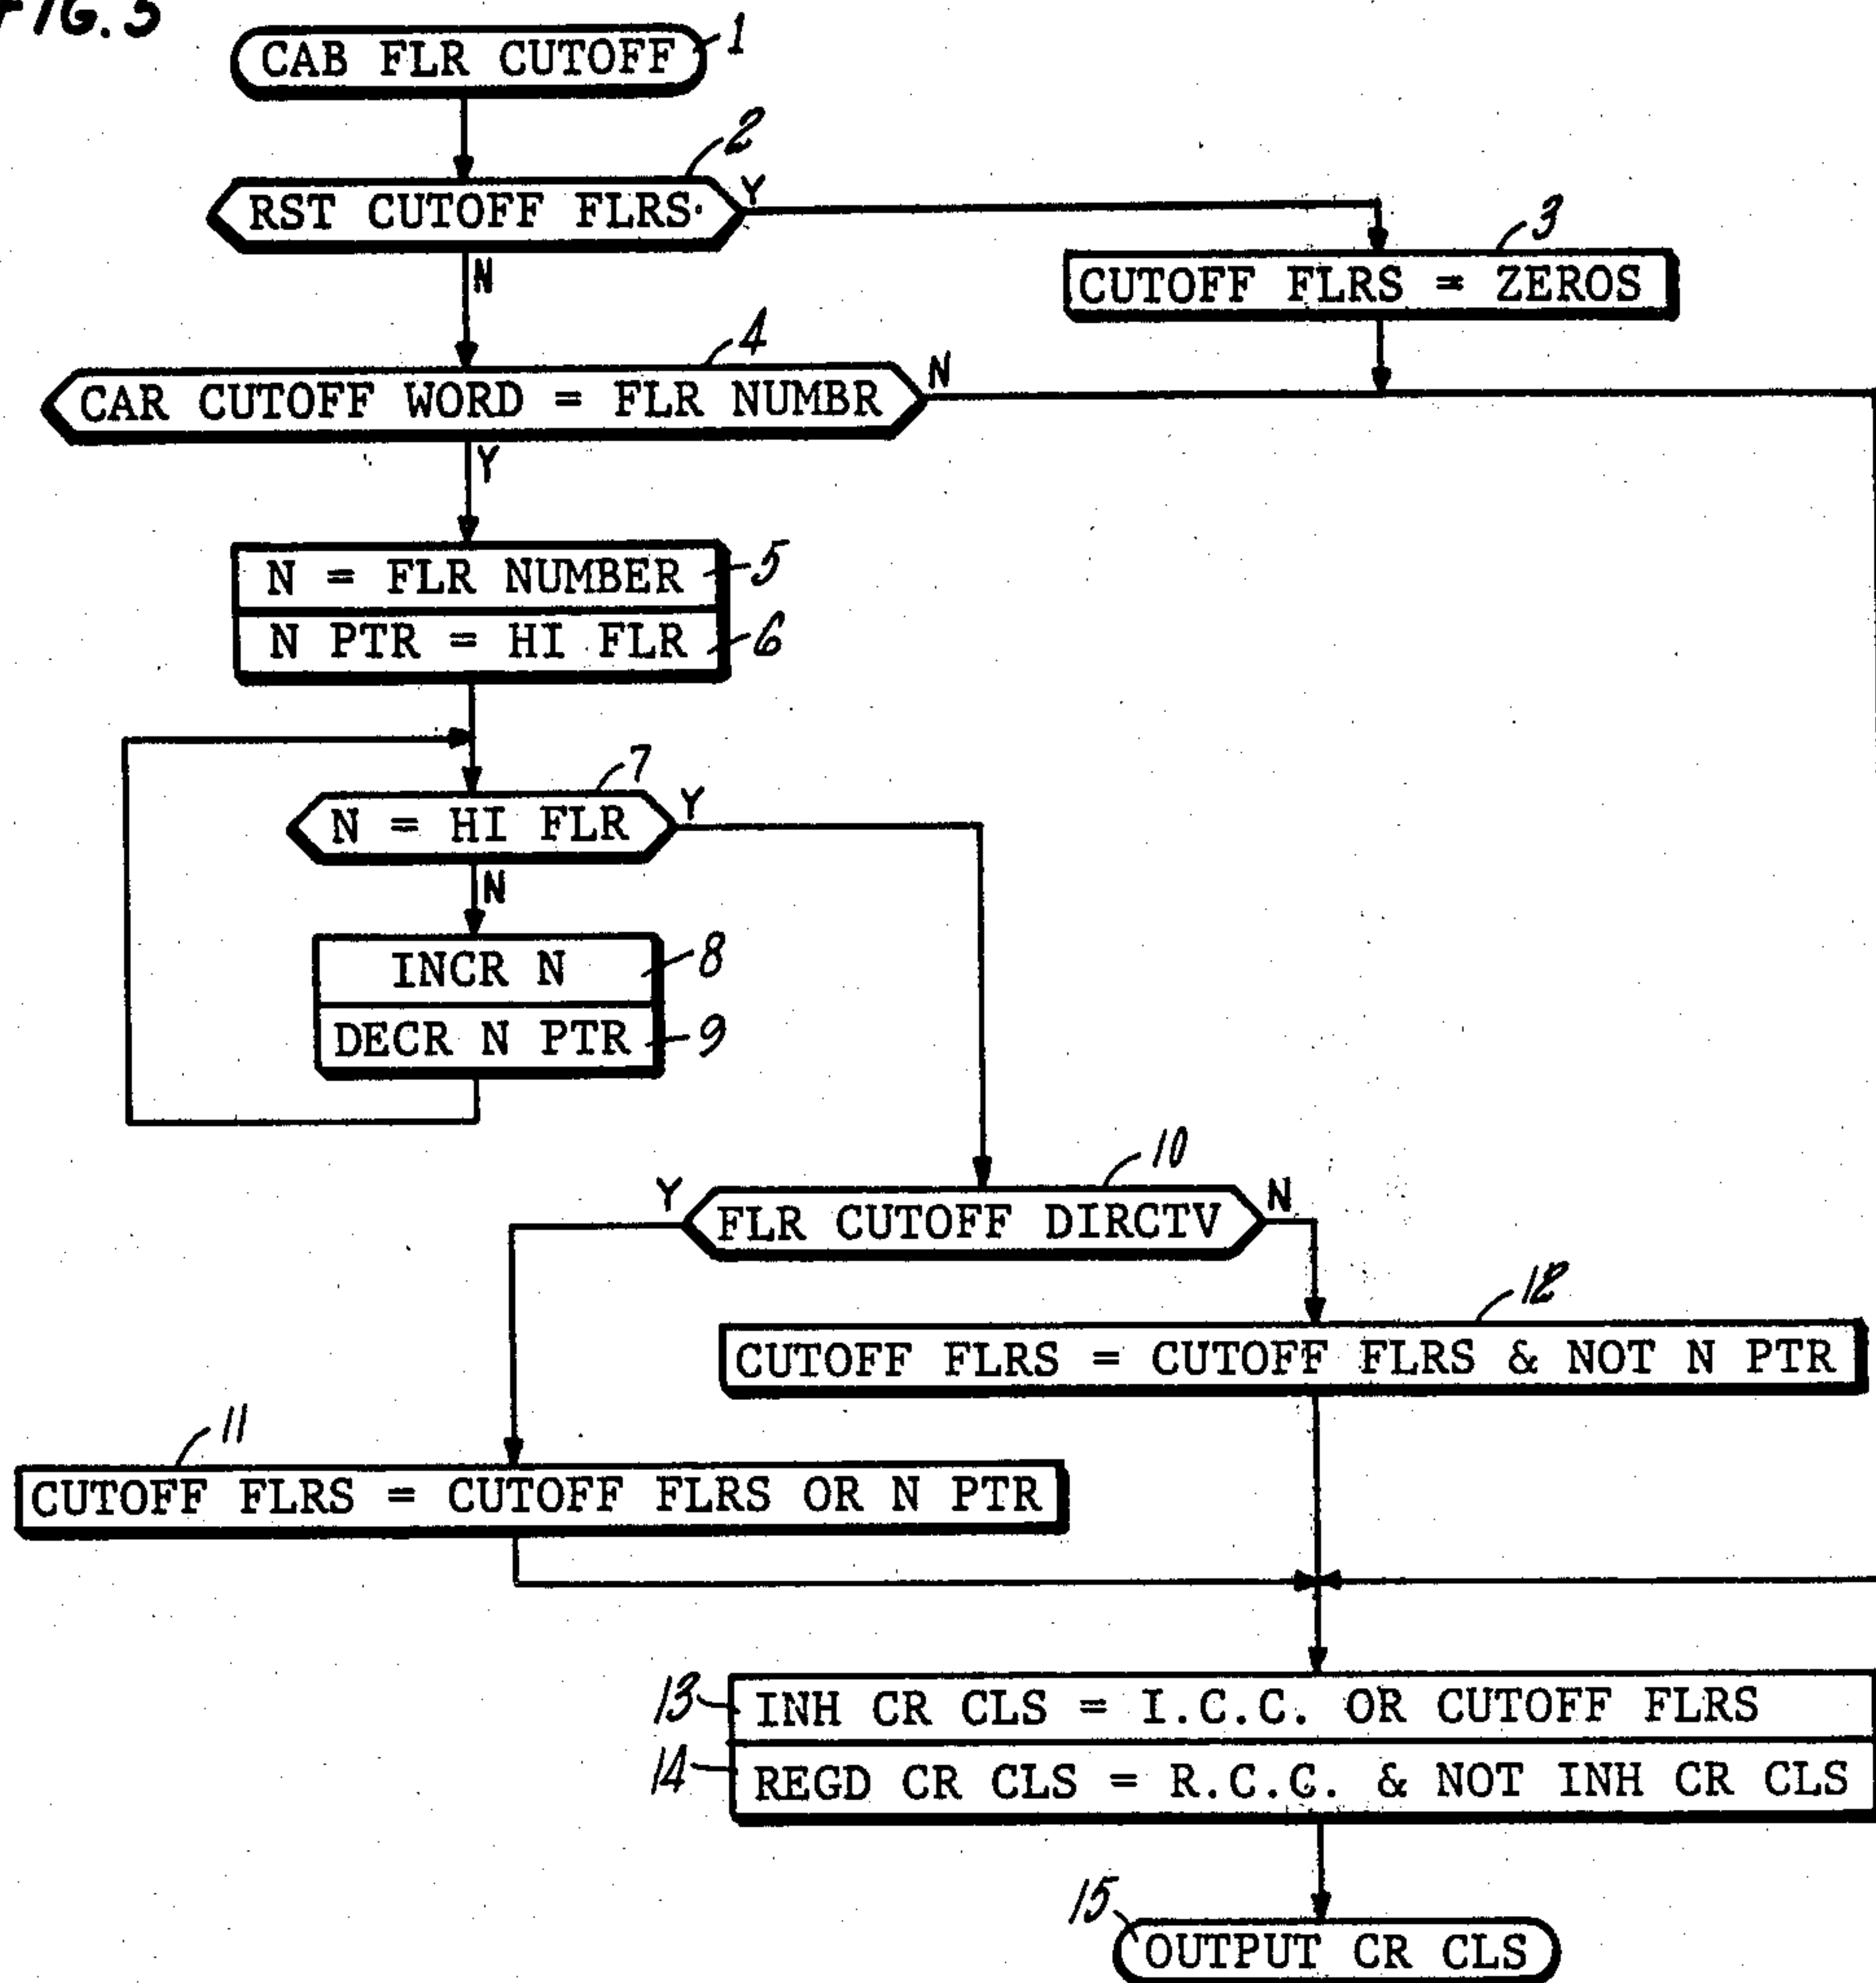 FIG. 3
CAB FLR CUTOFF 1
2
RST CUTOFF FLRS Y
N
3
CUTOFF FLRS = ZEROS
4
CAR CUTOFF WORD = FLR NUMBR N
Y
N = FLR NUMBER 5
N PTR = HI FLR 6
7
N = HI FLR Y
N
INCR N 8
DECR N PTR 9
10
Y FLR CUTOFF DIRCTV N
12
CUTOFF FLRS = CUTOFF FLRS & NOT N PTR
11
CUTOFF FLRS = CUTOFF FLRS OR N PTR
13 INH CR CLS = I.C.C. OR CUTOFF FLRS
14 REGD CR CLS = R.C.C. & NOT INH CR CLS
15
OUTPUT CR CLS